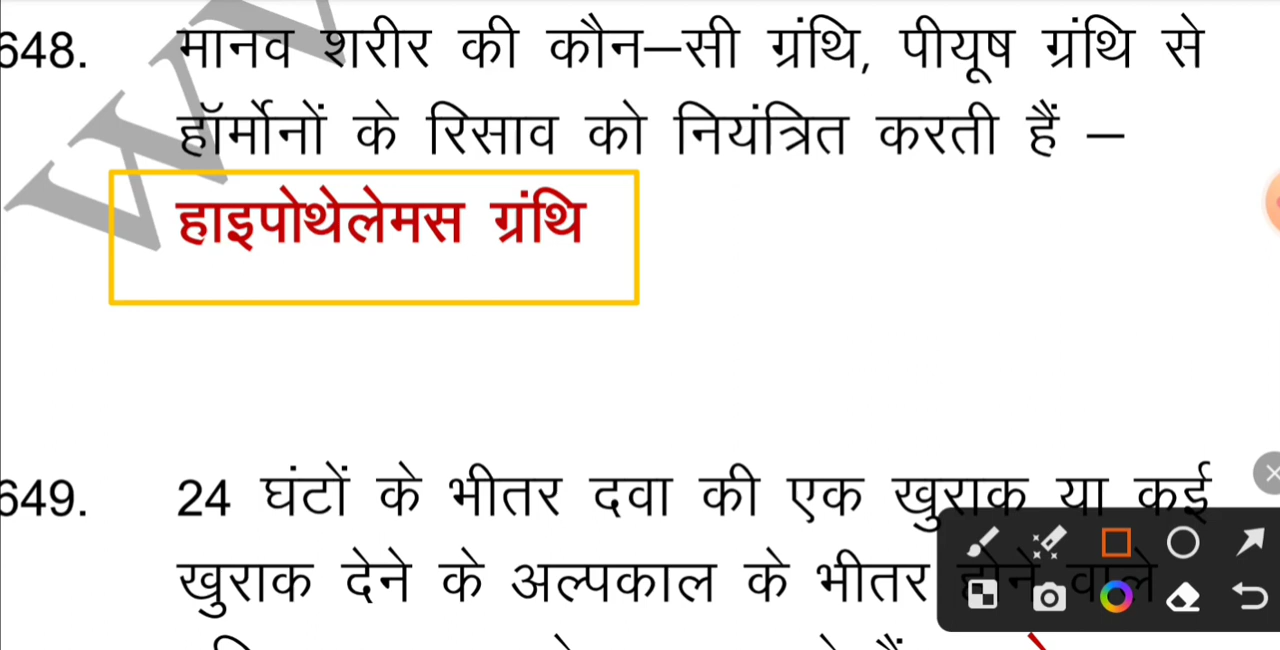 648. मानव शरीर की कौन–सी ग्रंथि, पीयूष ग्रंथि से
हॉर्मोनों के रिसाव को नियंत्रित करती हैं –
हाइपोथेलेमस ग्रंथि
649. 24 घंटों के भीतर दवा की एक खुराक या कई
खुराक देने के अल्पकाल के भीतर होने वाले